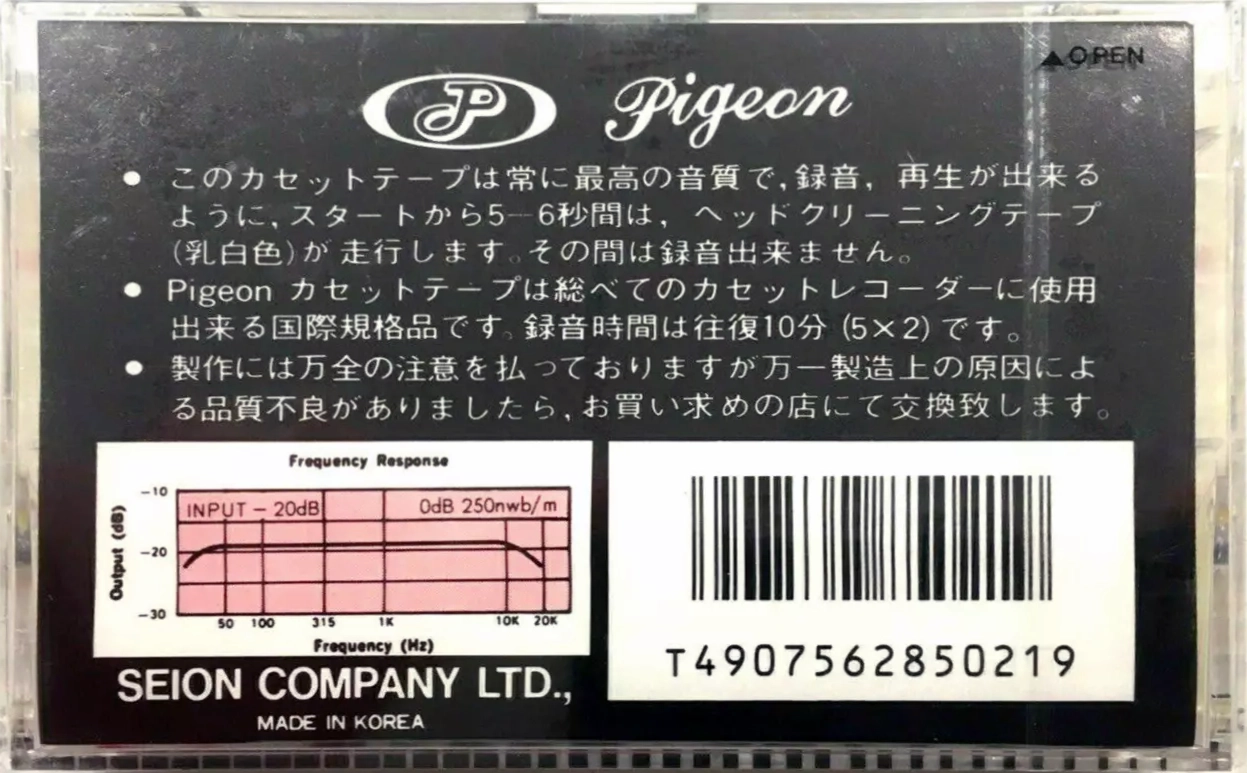 ▲OPEN
JP Pigeon
● このカセットテープは常に最高の音質で,録音, 再生が出来る
ように,スタートから5−6秒間は, ヘッドクリーニングテープ
(乳白色)が走行します。その間は録音出来ません。
● Pigeon カセットテープは総べてのカセットレコーダーに使用
出来る国際規格品です。録音時間は往復10分 (5×2) です。
● 製作には万全の注意を払っておりますが万一製造上の原因によ
る品質不良がありましたら,お買い求めの店にて交換致します。
Frequency Response
Output (dB)
-10
INPUT − 20dB 0dB 250nwb/m
-20
-30
50 100 315 1K 10K 20K
Frequency (Hz)
T4907562850219
SEION COMPANY LTD.,
MADE IN KOREA